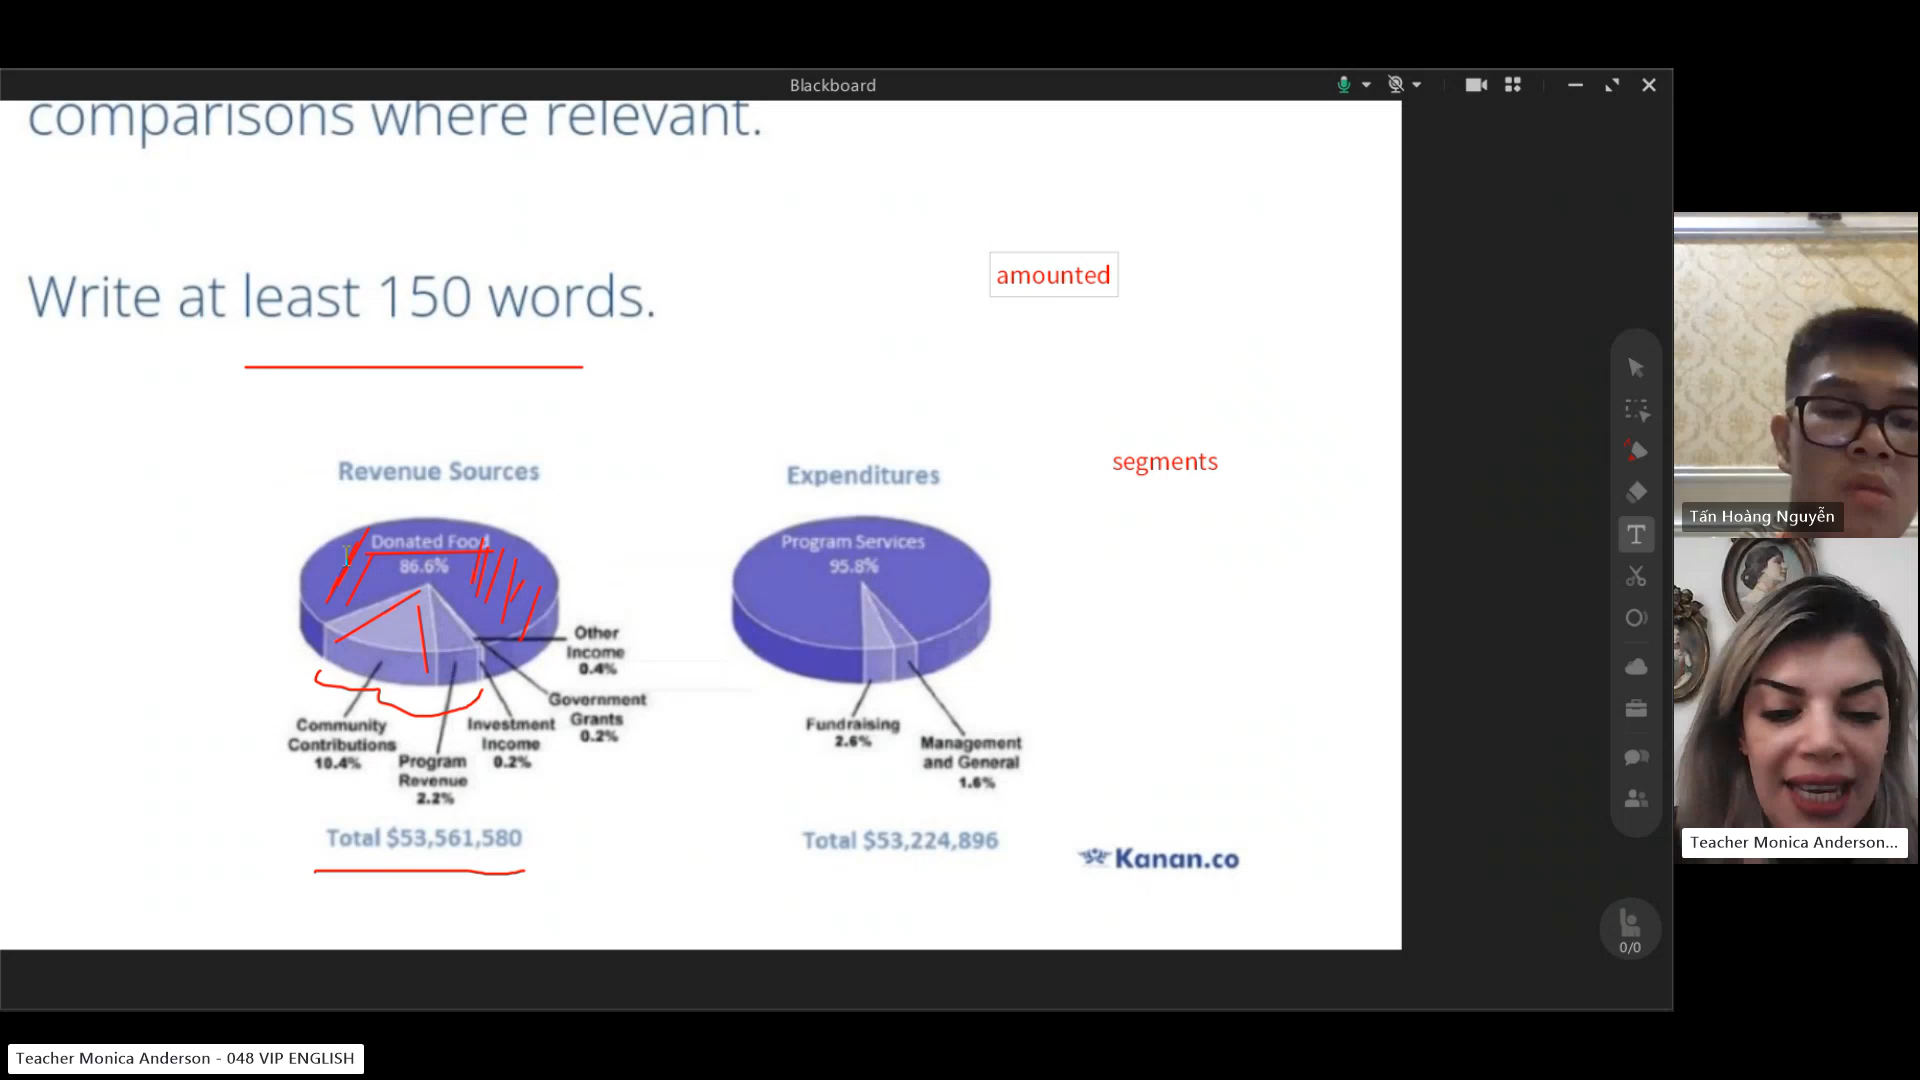 Blackboard
comparisons where relevant.
Write at least 150 words.
amounted
segments
Revenue Sources
Donated Food
86.6%
Other
Income
0.4%
Government
Grants
0.2%
Investment
Income
0.2%
Community
Contributions
10.4%
Program
Revenue
2.2%
Total $53,561,580
Expenditures
Program Services
95.8%
Fundraising
2.6%
Management
and General
1.6%
Total $53,224,896
Kanan.co
T
0/0
Tấn Hoàng Nguyễn
Teacher Monica Anderson...
Teacher Monica Anderson - 048 VIP ENGLISH